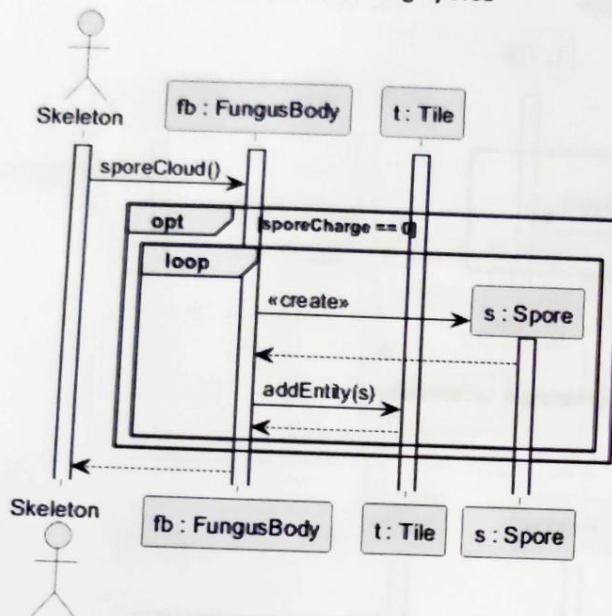 Skeleton
fb : FungusBody
t : Tile
sporeCloud()
opt
[sporeCharge == 0]
loop
«create»
s : Spore
addEntity(s)
Skeleton
fb : FungusBody
t : Tile
s : Spore